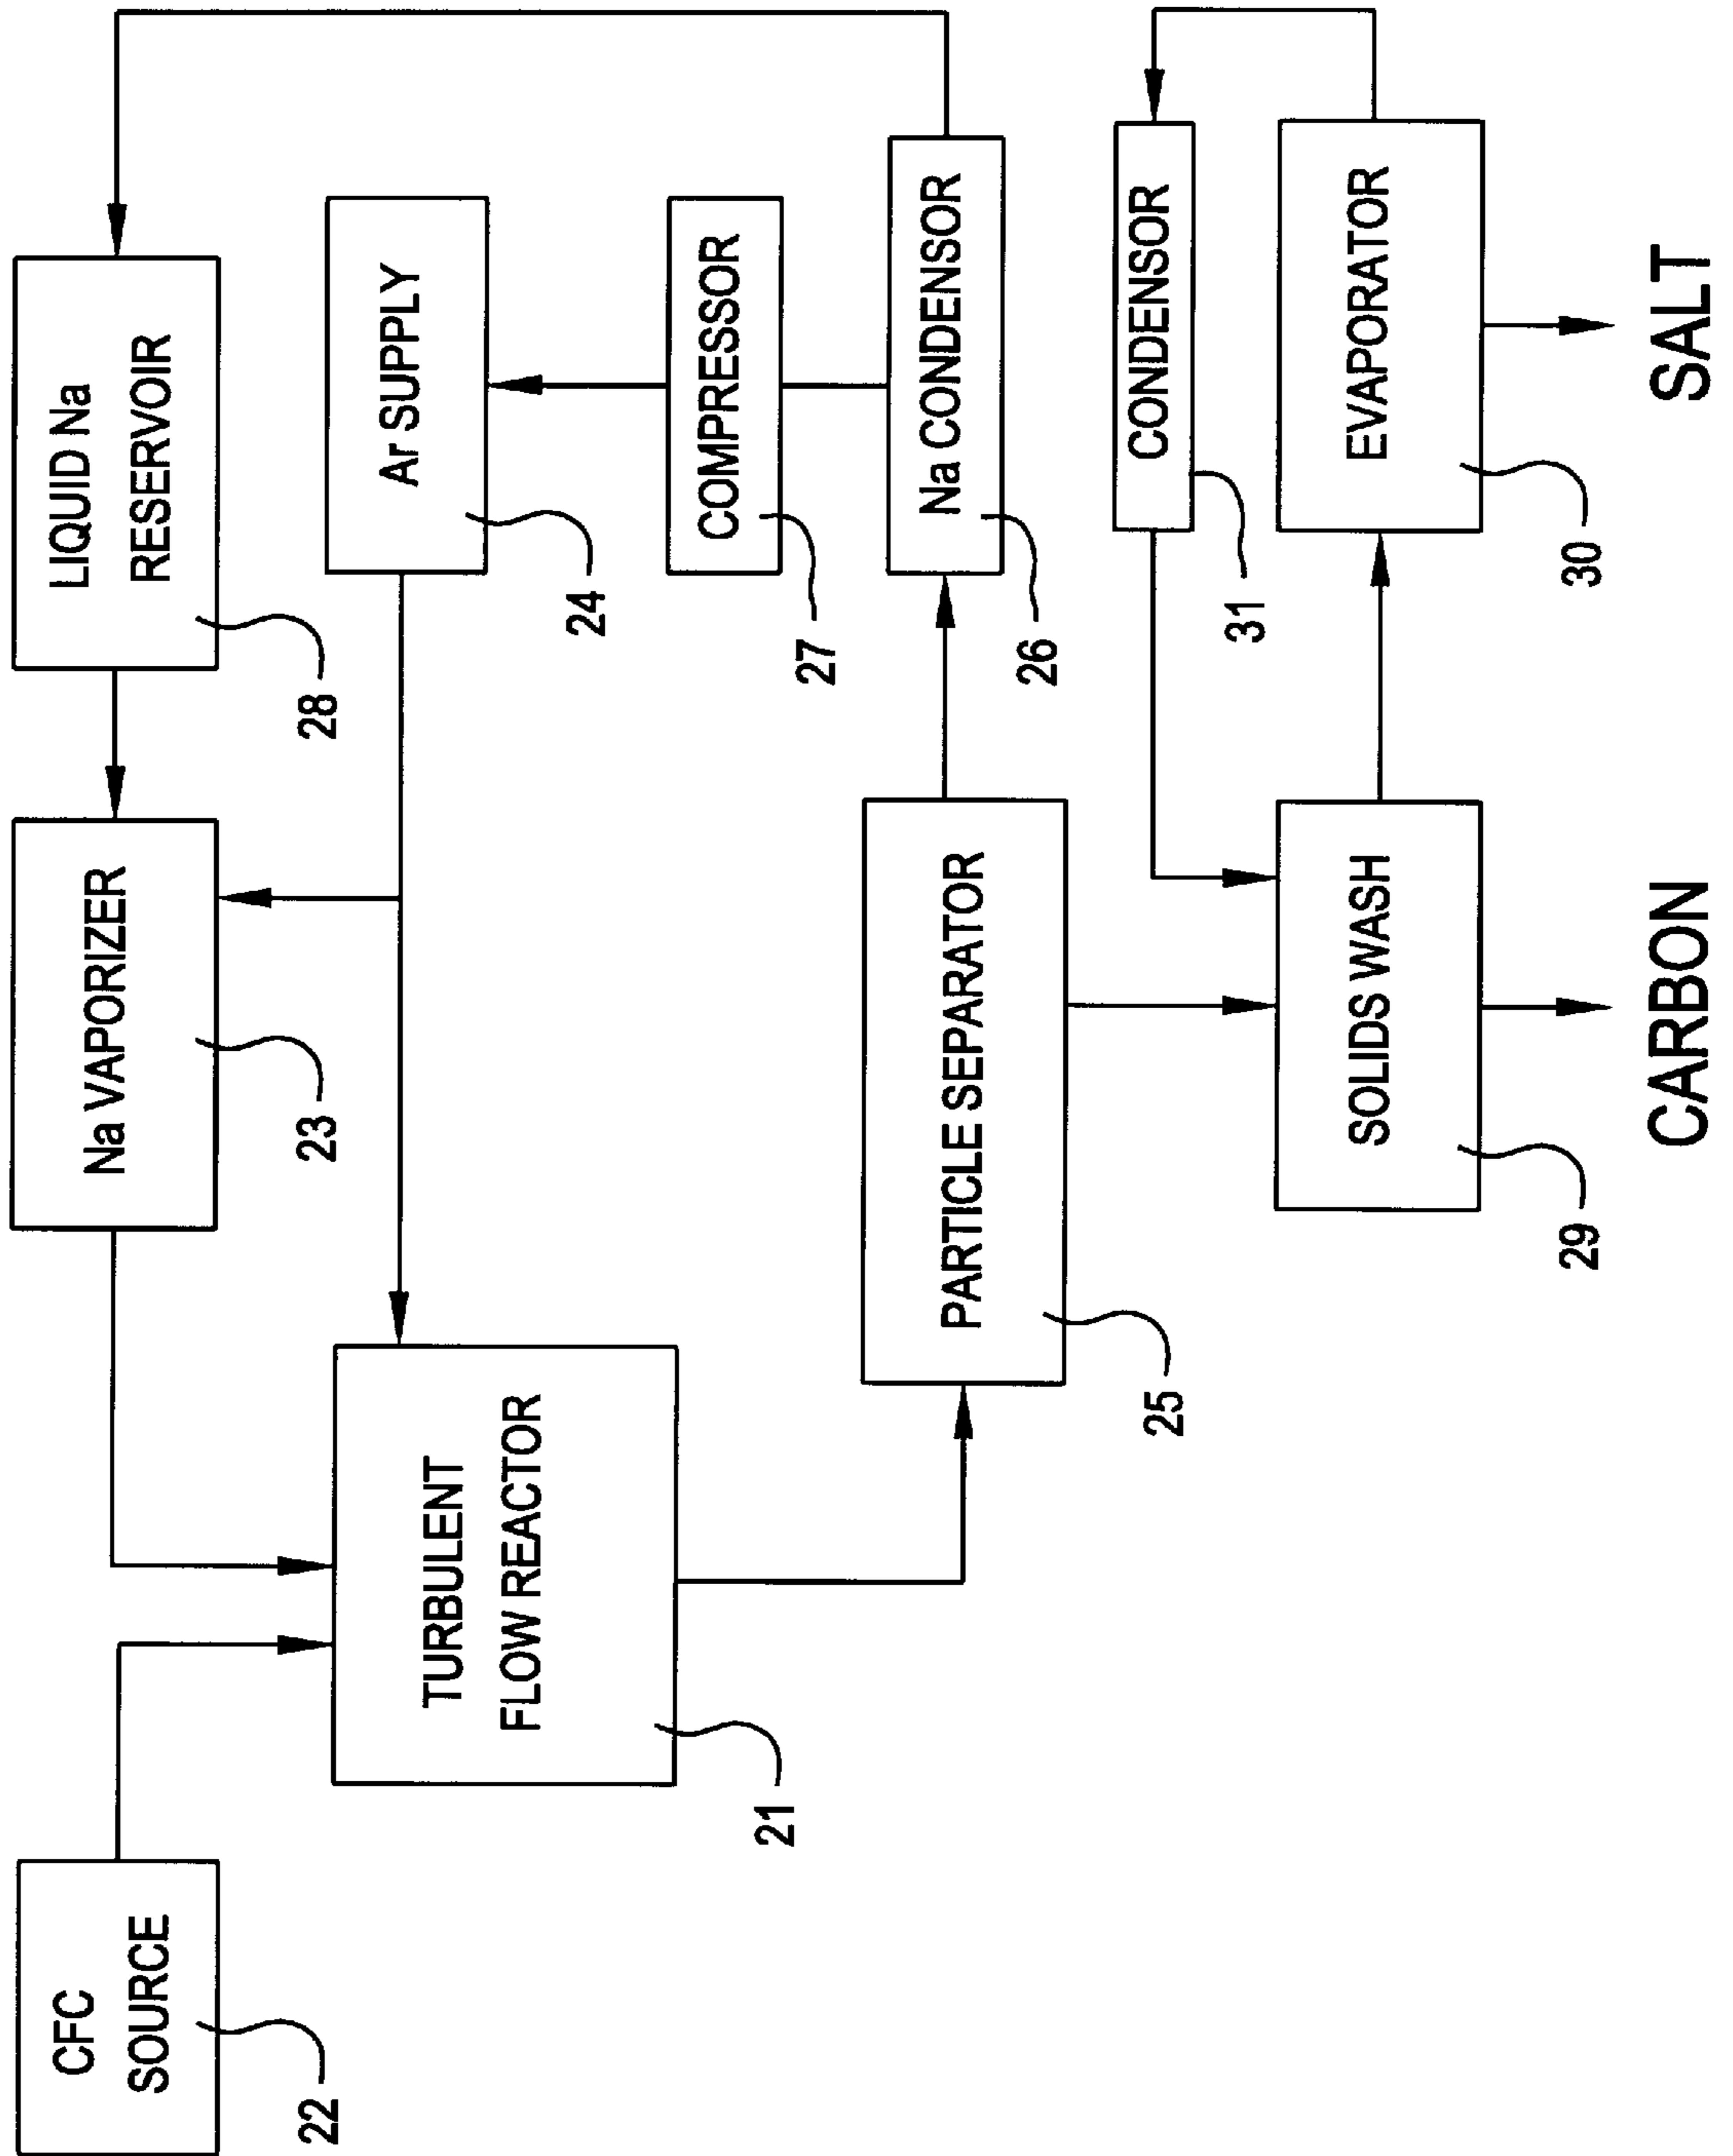 CFC
SOURCE
22
Na VAPORIZER
23
LIQUID Na
RESERVOIR
28
TURBULENT
FLOW REACTOR
21
Ar SUPPLY
24
COMPRESSOR
27
PARTICLE SEPARATOR
25
Na CONDENSOR
26
CONDENSOR
31
SOLIDS WASH
29
EVAPORATOR
30
CARBON
SALT